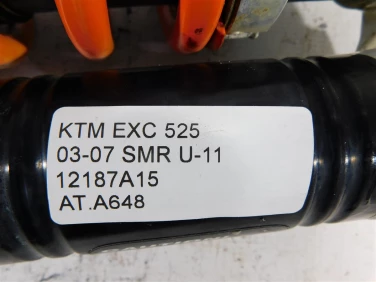 KTM EXC 525
03-07 SMR U-11
12187A15
AT.A648